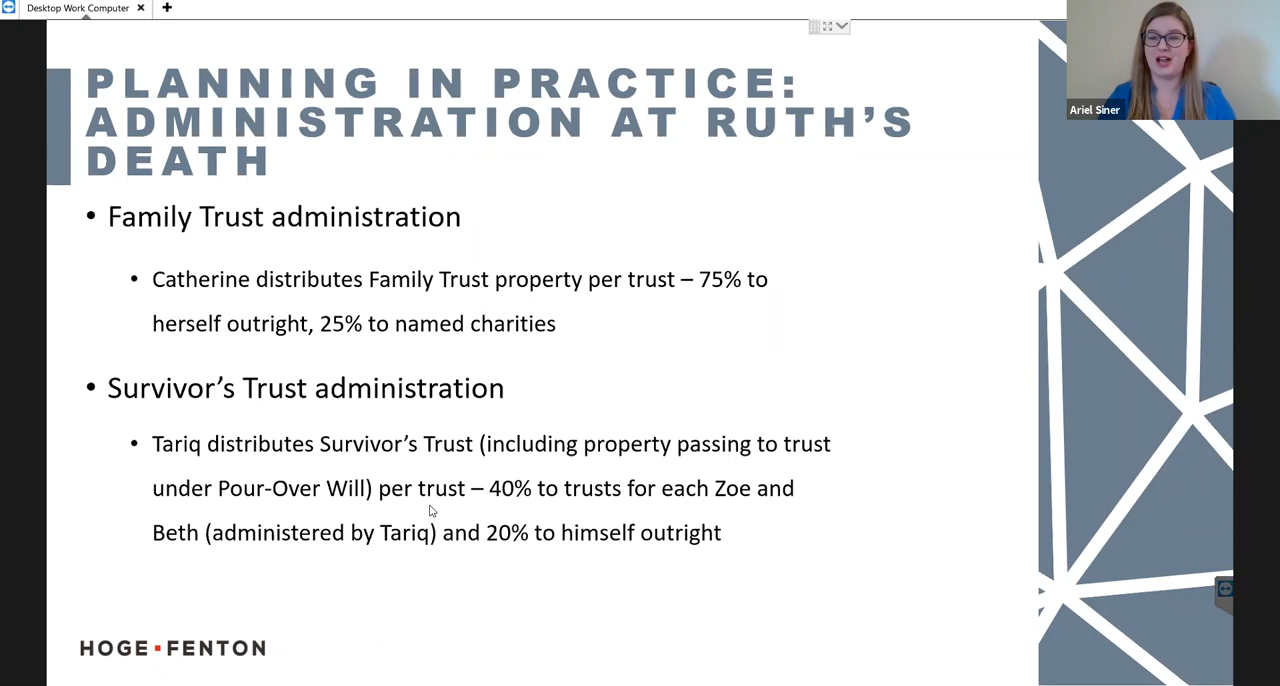 Desktop Work Computer
PLANNING IN PRACTICE:
ADMINISTRATION AT RUTH'S
DEATH
Ariel Siner
• Family Trust administration
• Catherine distributes Family Trust property per trust – 75% to
herself outright, 25% to named charities
• Survivor's Trust administration
• Tariq distributes Survivor's Trust (including property passing to trust
under Pour-Over Will) per trust – 40% to trusts for each Zoe and
Beth (administered by Tariq) and 20% to himself outright
HOGE FENTON